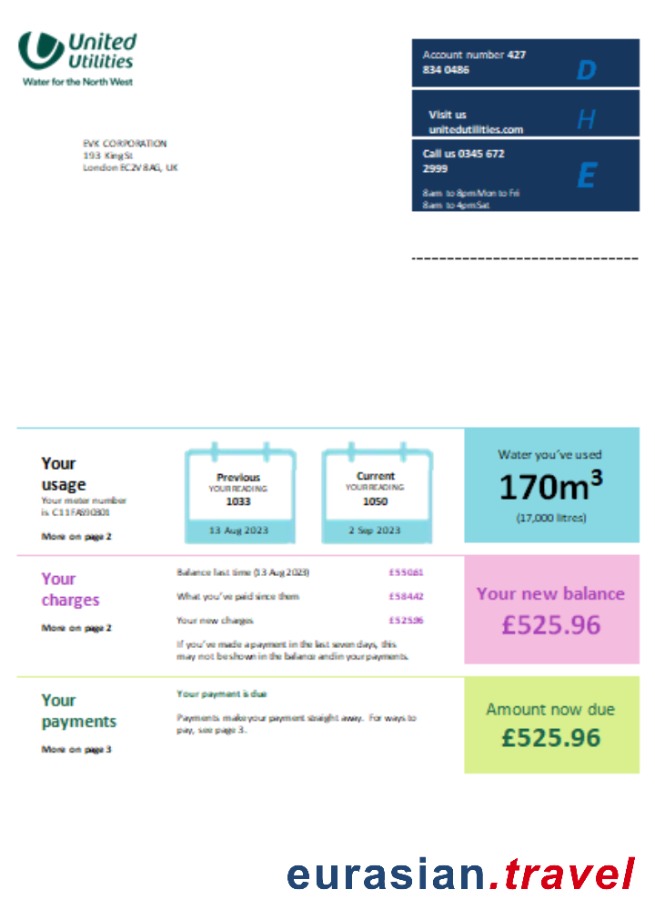 United
Utilities
Water for the North West
Account number 427
834 0486
D
Visit us
unitedutilities.com
H
Call us 0345 672
2999
E
8am to 8pm Mon to Fri
8am to 4pm Sat
EVK CORPORATION
193 King St
London EC2V 8AG, UK
Your
usage
Your meter number
is C11FA690301
More on page 2
Previous
YOUR READING
1033
13 Aug 2023
Current
YOUR READING
1050
2 Sep 2023
Water you've used
170m³
(17,000 litres)
Your
charges
More on page 2
Balance last time (13 Aug 2023) £550.61
What you've paid since them £584.42
Your new charges £525.96
If you've made a payment in the last seven days, this
may not be shown in the balance and in your payments.
Your new balance
£525.96
Your
payments
More on page 3
Your payment is due
Payments make your payment straight away. For ways to
pay, see page 3.
Amount now due
£525.96
eurasian.travel